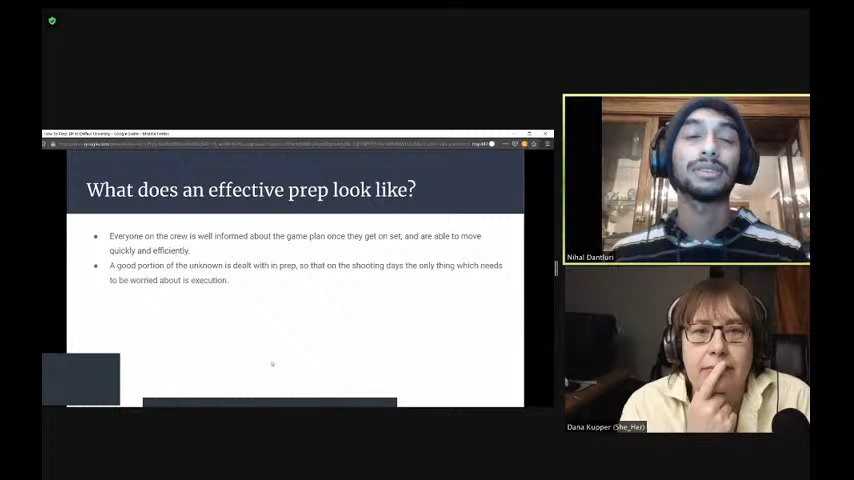 What does an effective prep look like?
● Everyone on the crew is well informed about the game plan once they get on set, and are able to move
quickly and efficiently.
● A good portion of the unknown is dealt with in prep, so that on the shooting days the only thing which needs
to be worried about is execution.
Nihal Dantluri
Dana Kupper (She_Her)